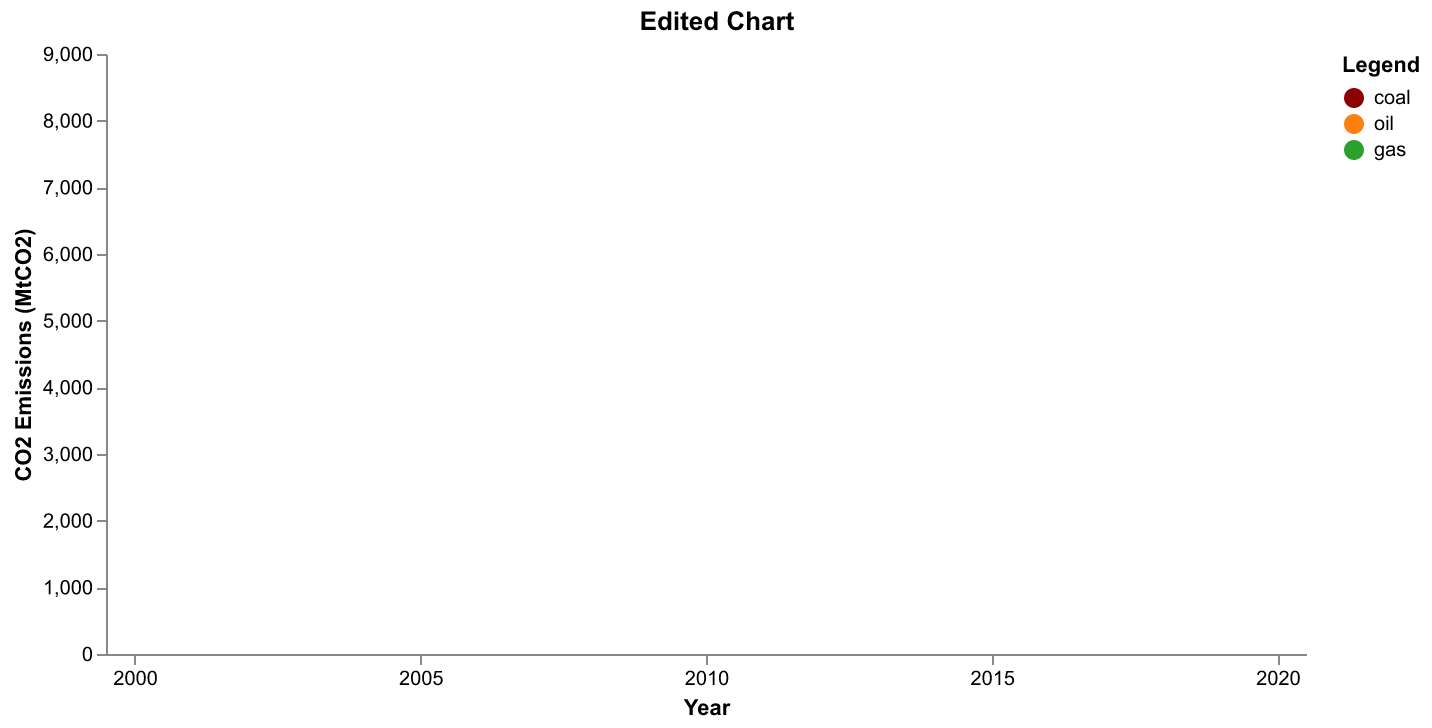 Edited Chart
9,000
8,000
7,000
6,000
5,000
4,000
3,000
2,000
1,000
0
CO2 Emissions (MtCO2)
2000 2005 2010 2015 2020
Year
Legend
coal
oil
gas